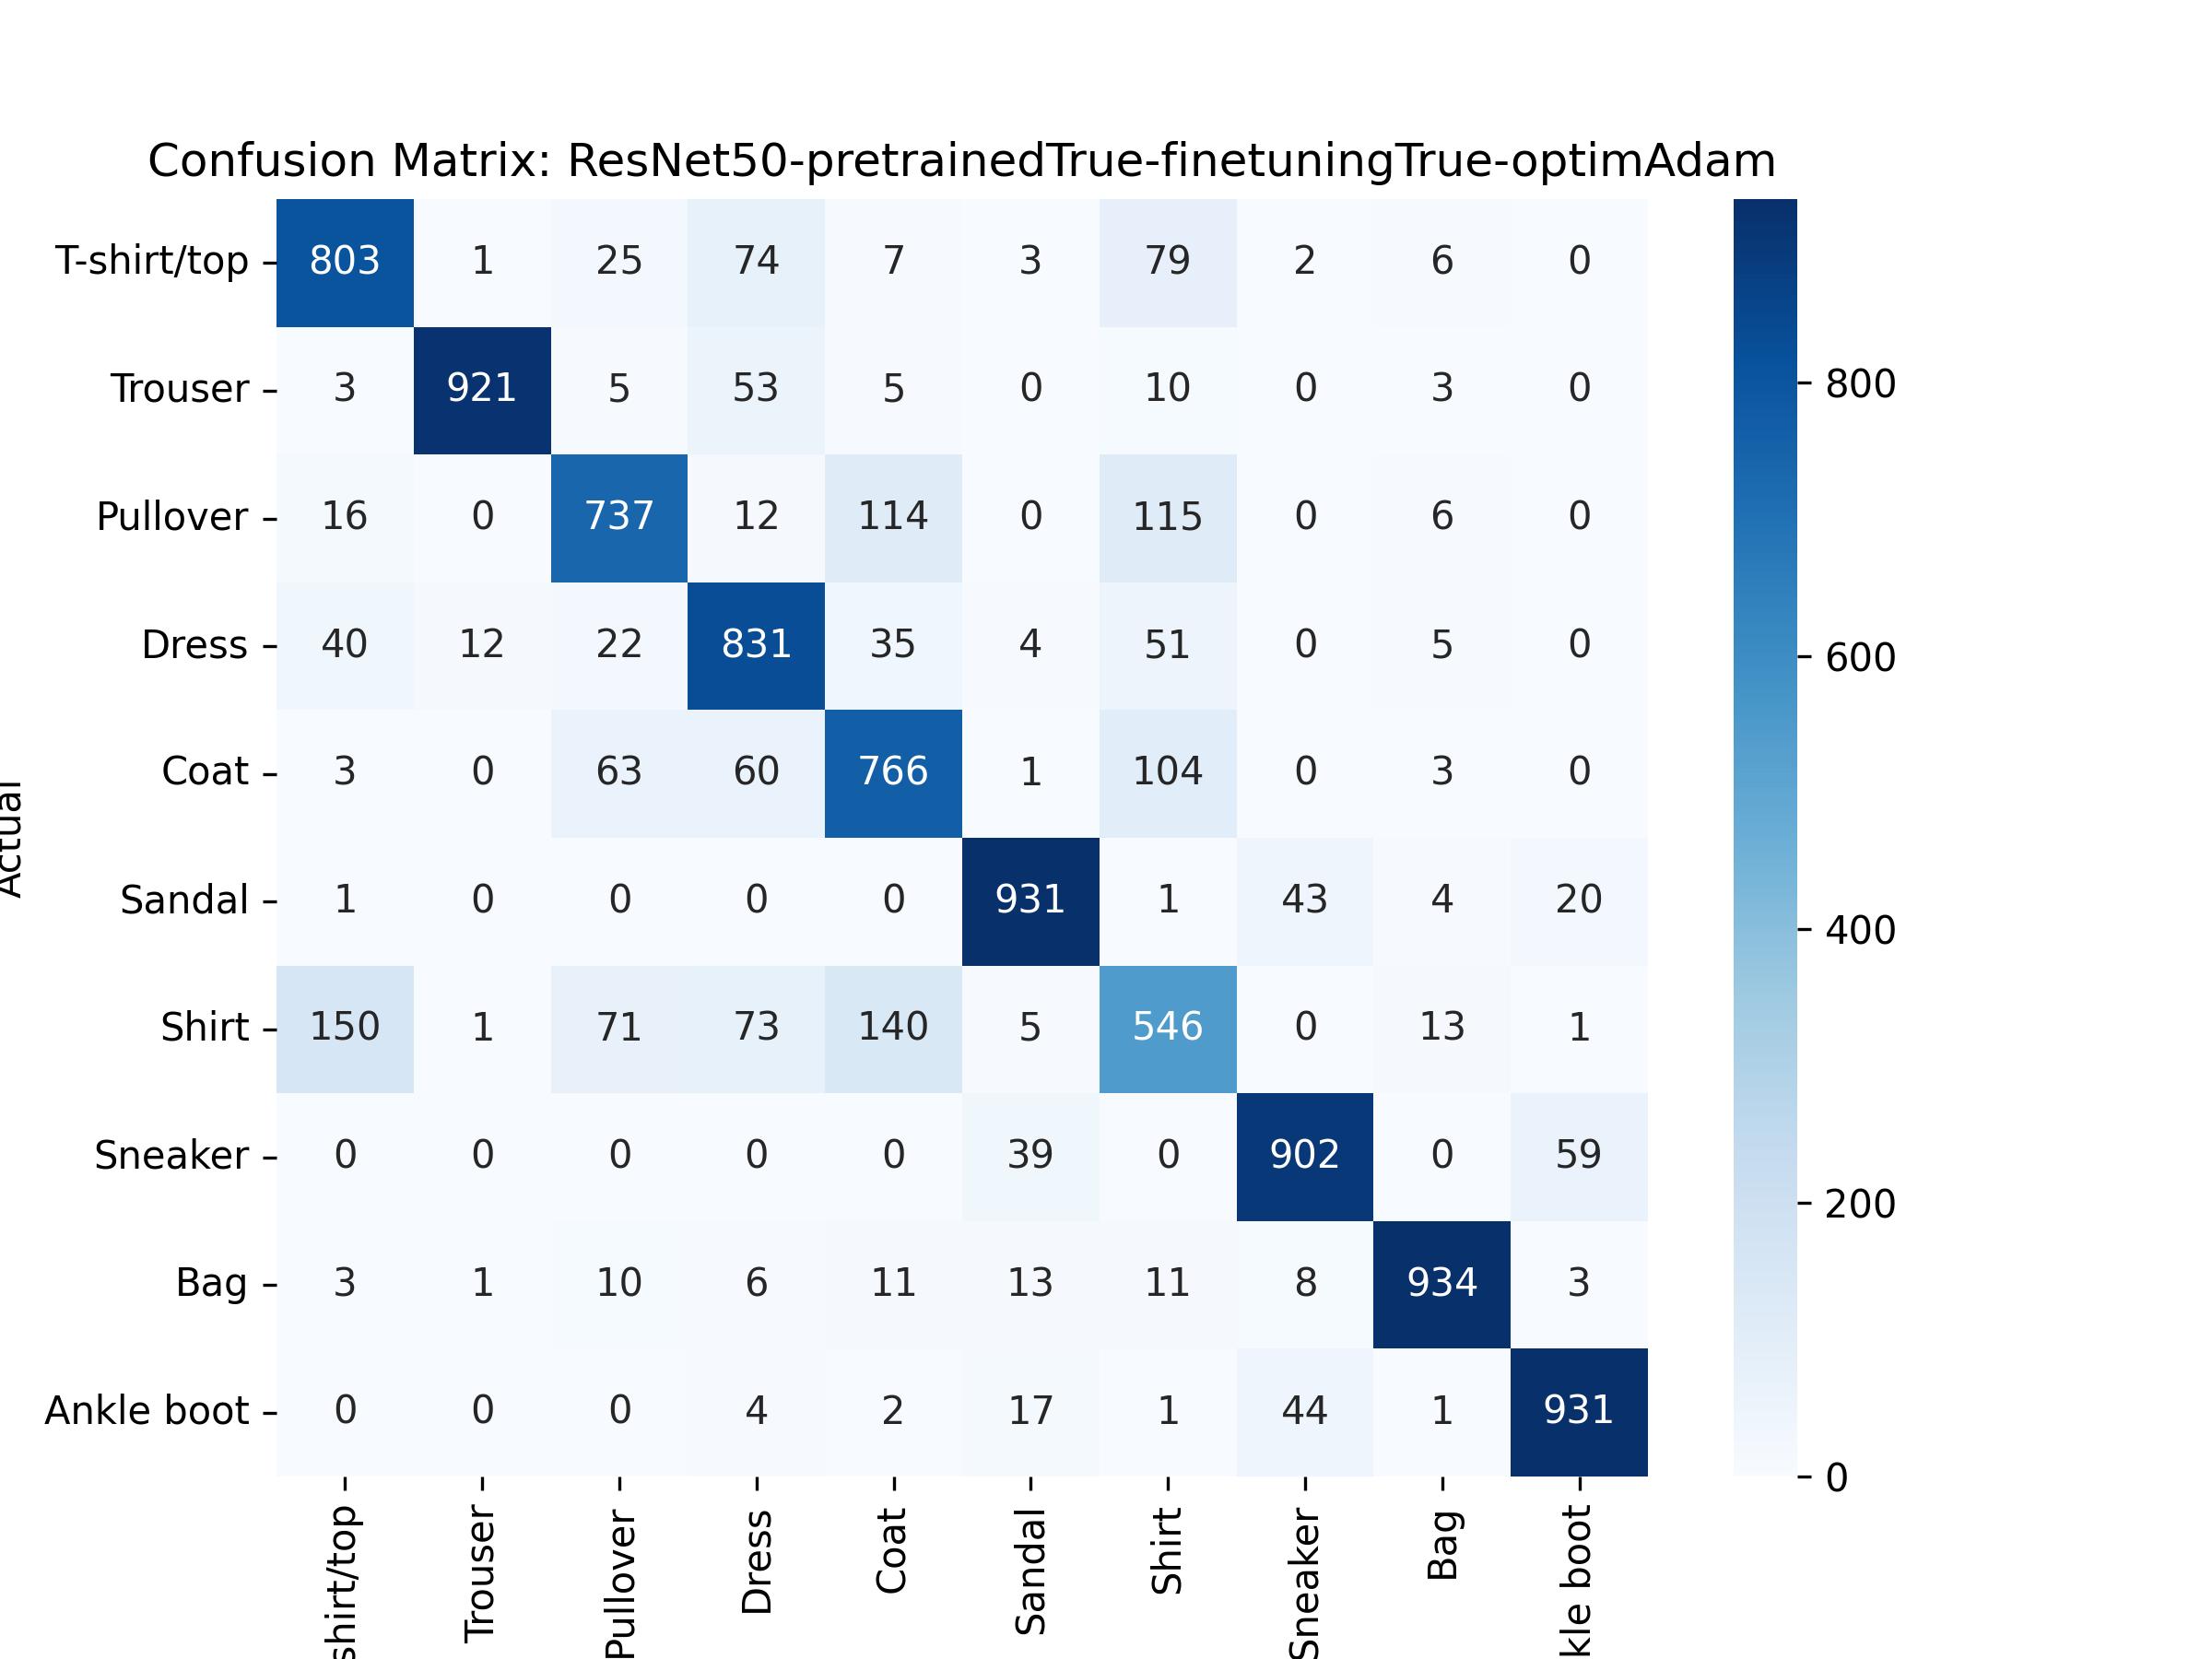 Confusion Matrix: ResNet50-pretrainedTrue-finetuningTrue-optimAdam
T-shirt/top 803 1 25 74 7 3 79 2 6 0
Trouser 3 921 5 53 5 0 10 0 3 0
Pullover 16 0 737 12 114 0 115 0 6 0
Dress 40 12 22 831 35 4 51 0 5 0
Coat 3 0 63 60 766 1 104 0 3 0
Sandal 1 0 0 0 0 931 1 43 4 20
Shirt 150 1 71 73 140 5 546 0 13 1
Sneaker 0 0 0 0 0 39 0 902 0 59
Bag 3 1 10 6 11 13 11 8 934 3
Ankle boot 0 0 0 4 2 17 1 44 1 931
Actual
shirt/top
Trouser
Pullover
Dress
Coat
Sandal
Shirt
Sneaker
Bag
kle boot
800
600
400
200
0